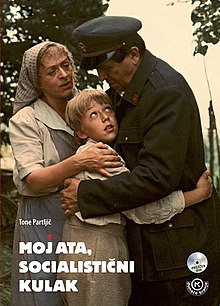 Tone Partljič
MOJ ATA,
SOCIALISTIČNI
KULAK